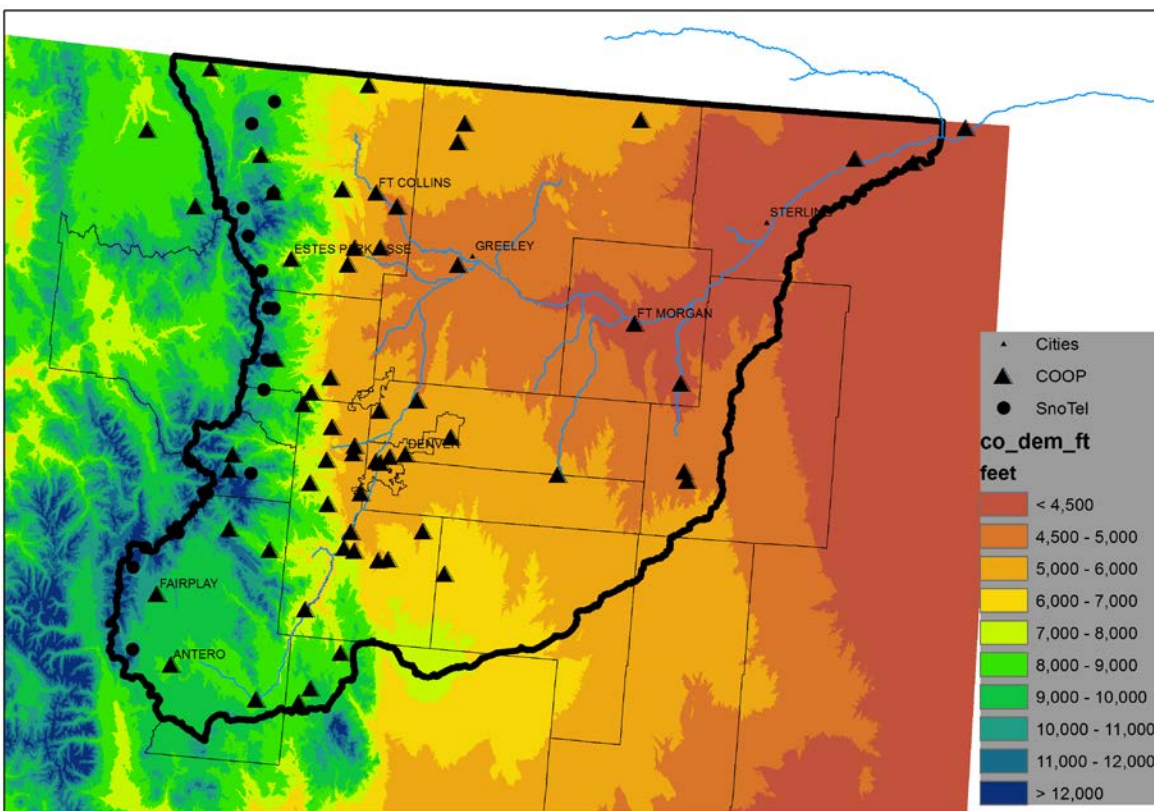 FT COLLINS
STERLING
ESTES PARK
GREELEY
FT MORGAN
DENVER
FAIRPLAY
ANTERO
Cities
COOP
SnoTel
co_dem_ft
feet
< 4,500
4,500 - 5,000
5,000 - 6,000
6,000 - 7,000
7,000 - 8,000
8,000 - 9,000
9,000 - 10,000
10,000 - 11,000
11,000 - 12,000
> 12,000